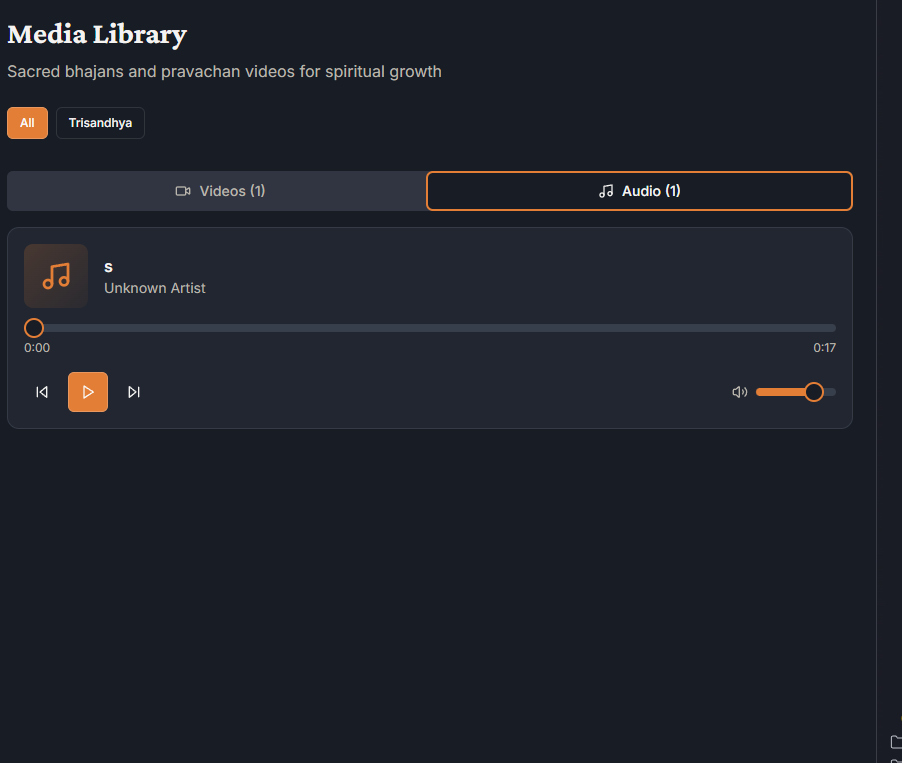 Media Library
Sacred bhajans and pravachan videos for spiritual growth
All Trisandhya
Videos (1) Audio (1)
s
Unknown Artist
0:00 0:17